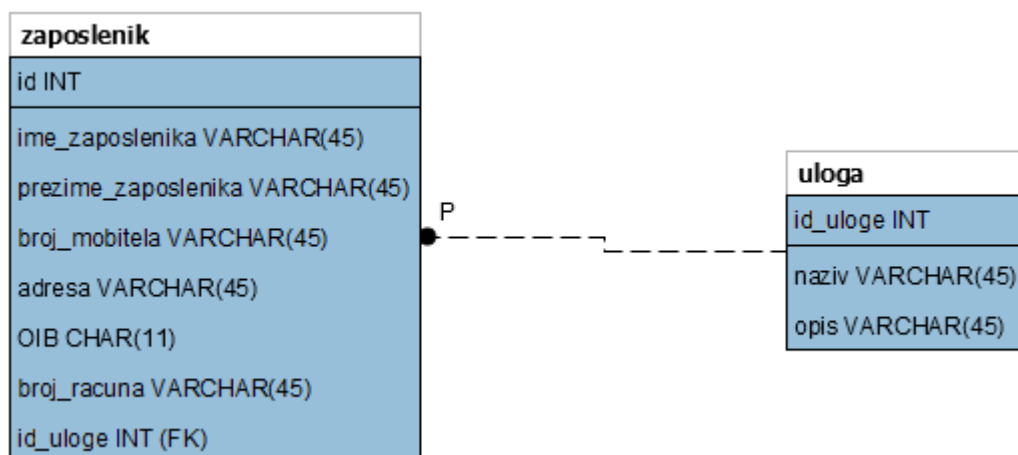 zaposlenik
id INT
ime_zaposlenika VARCHAR(45)
prezime_zaposlenika VARCHAR(45)
broj_mobitela VARCHAR(45)
adresa VARCHAR(45)
OIB CHAR(11)
broj_racuna VARCHAR(45)
id_uloge INT (FK)
P
uloga
id_uloge INT
naziv VARCHAR(45)
opis VARCHAR(45)